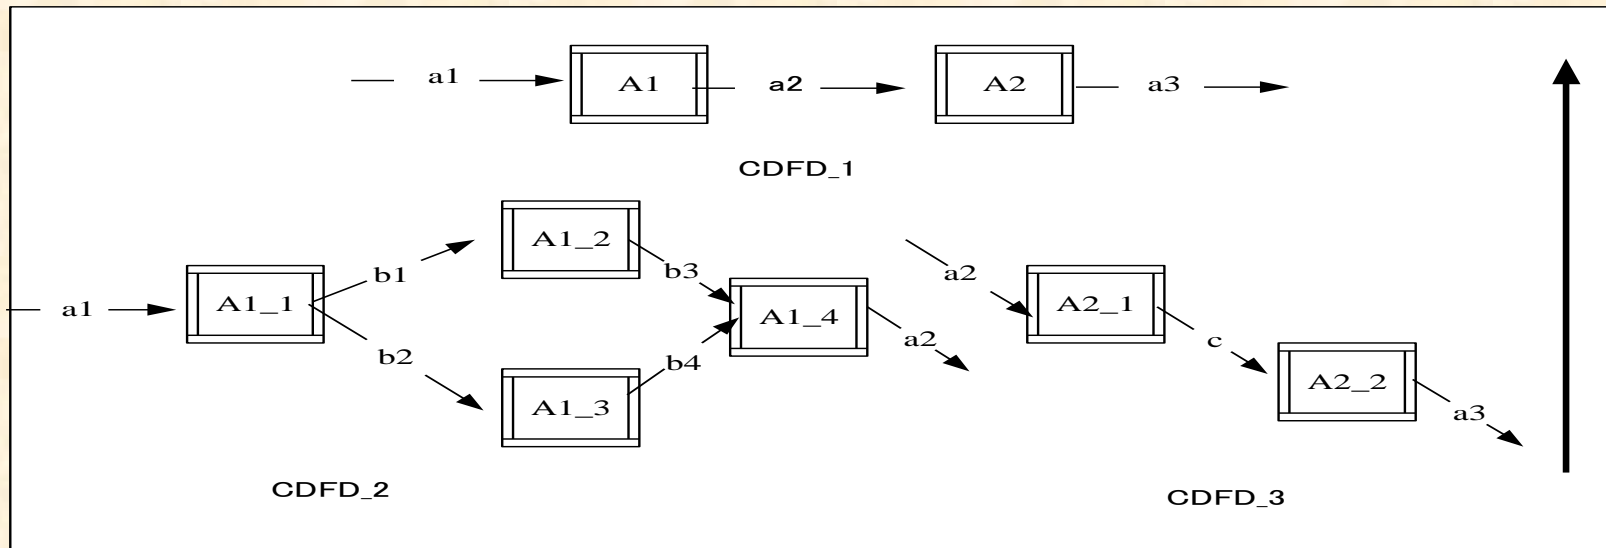 a1 A1 a2 A2 a3
CDFD_1
a1 A1_1 b1 b2 A1_2 A1_3 b3 b4 A1_4 a2
CDFD_2
a2 A2_1 c A2_2 a3
CDFD_3